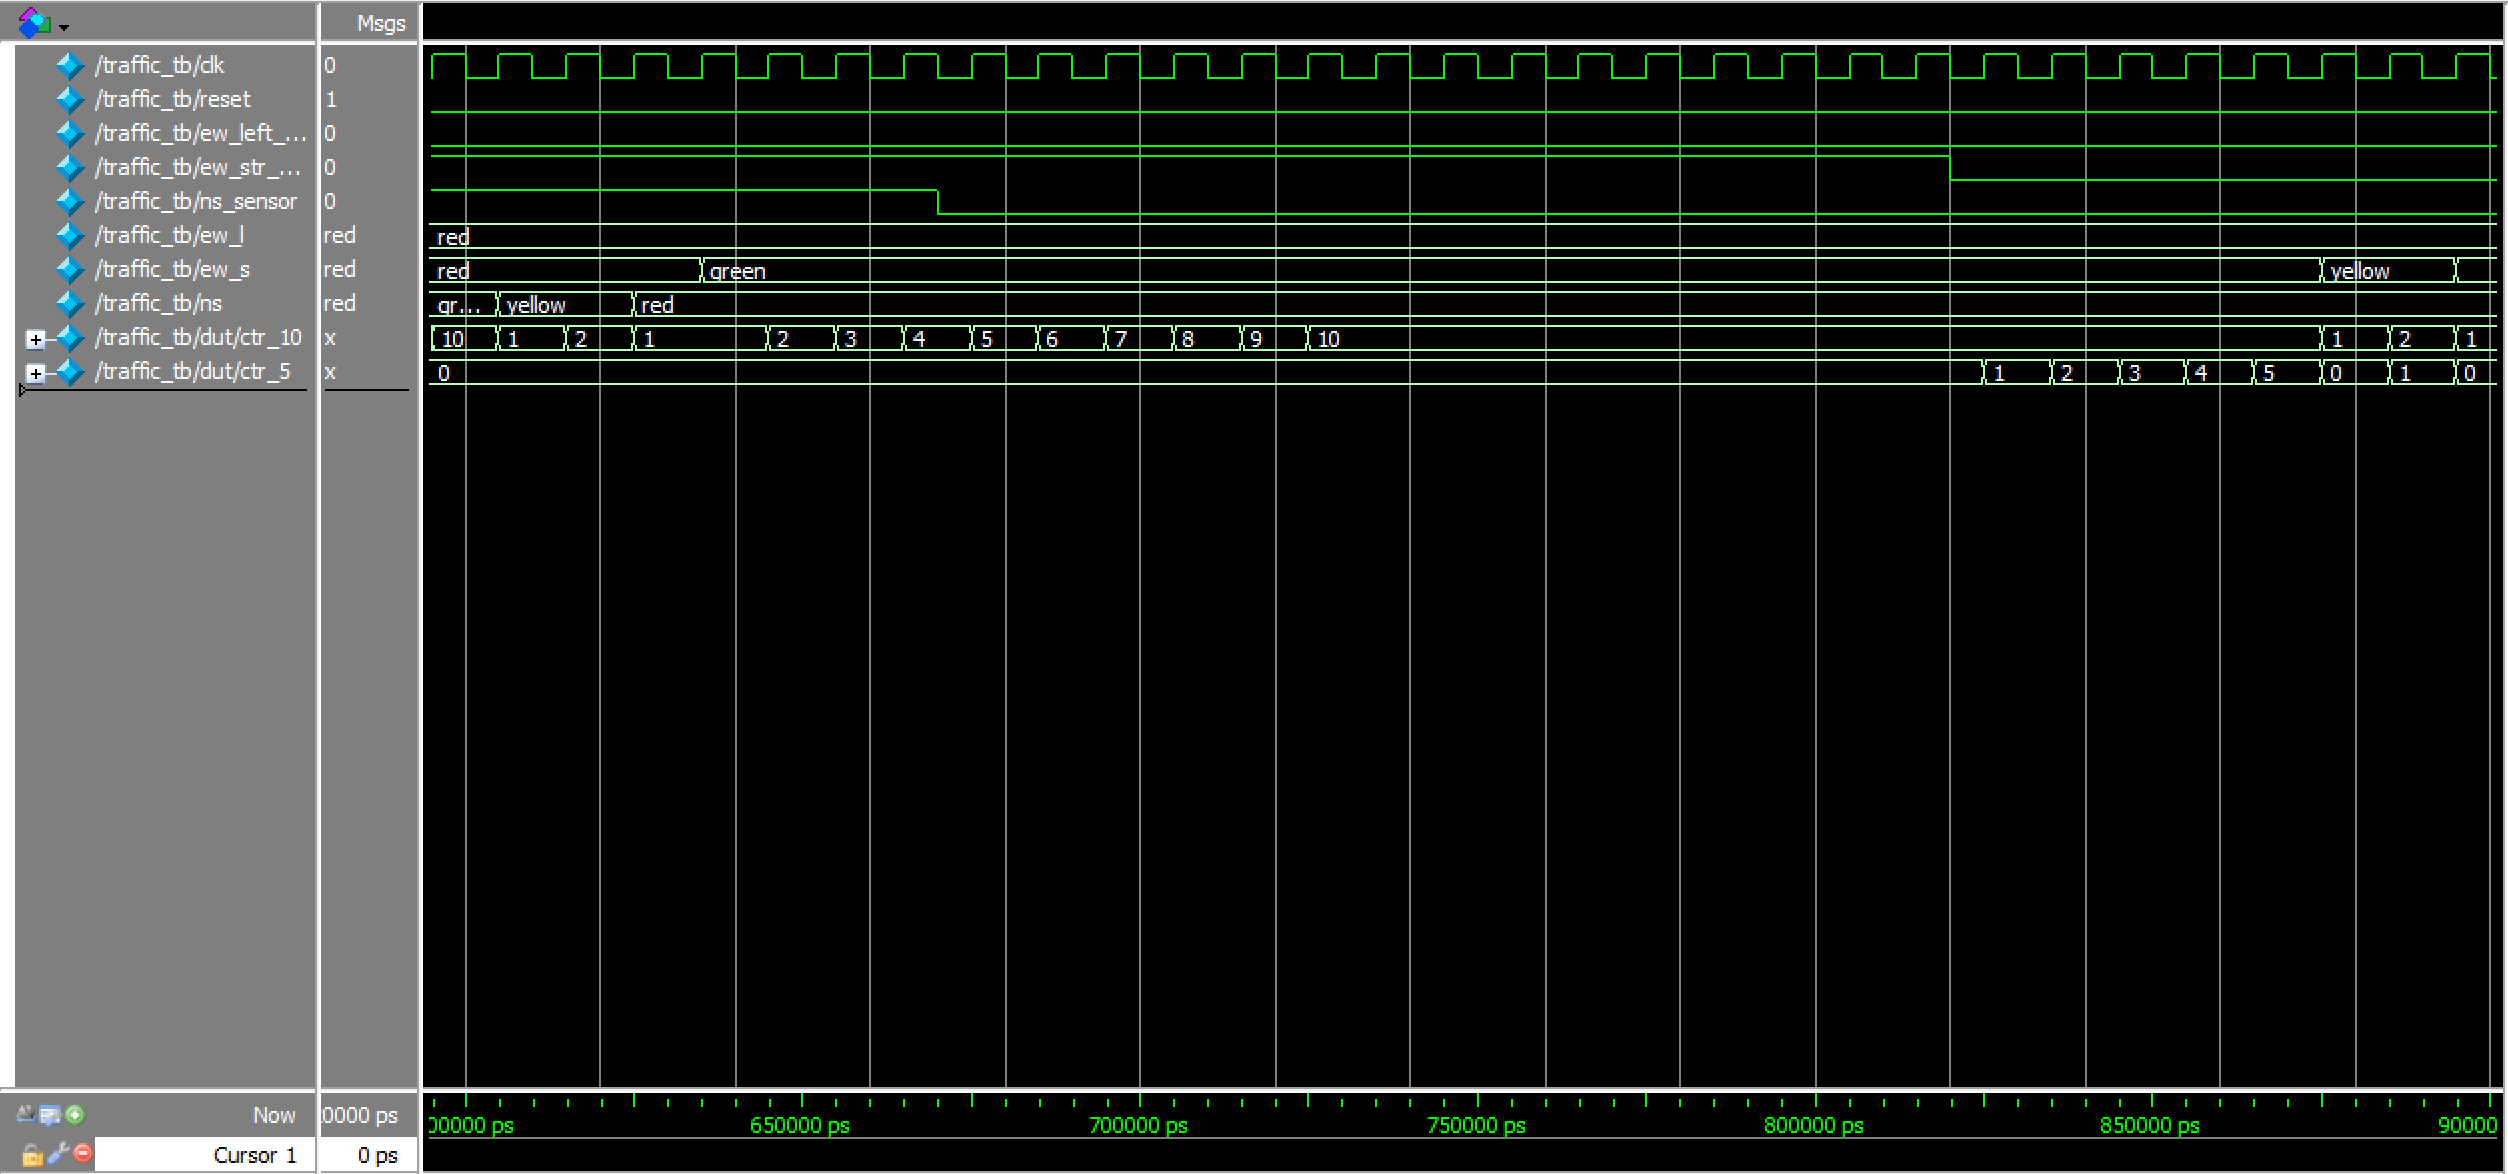 Msgs
/traffic_tb/clk 0
/traffic_tb/reset 1
/traffic_tb/ew_left_... 0
/traffic_tb/ew_str_... 0
/traffic_tb/ns_sensor 0
/traffic_tb/ew_l red red
/traffic_tb/ew_s red red green yellow
/traffic_tb/ns red gr... yellow red
/traffic_tb/dut/ctr_10 x 10 1 2 1 2 3 4 5 6 7 8 9 10 1 2 1
/traffic_tb/dut/ctr_5 x 0 1 2 3 4 5 0 1 0
Now 0000 ps 00000 ps 650000 ps 700000 ps 750000 ps 800000 ps 850000 ps 90000
Cursor 1 0 ps